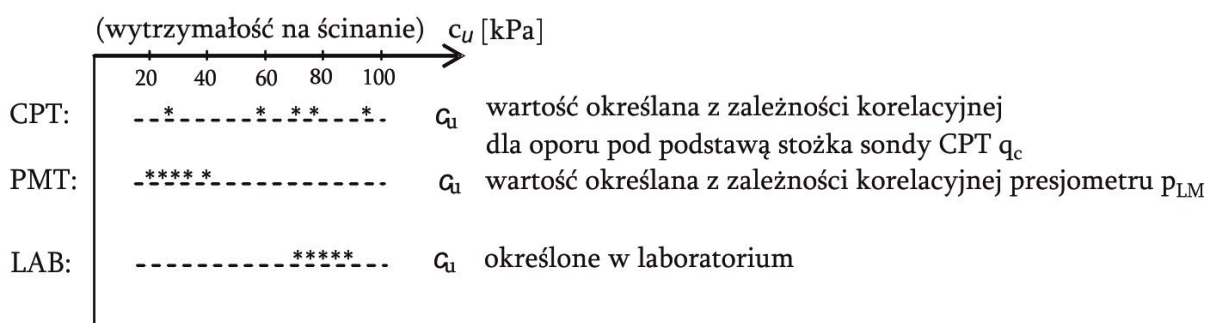 (wytrzymałość na ścinanie) cu [kPa]
20 40 60 80 100
CPT: --*-------*--*-*----*-- cu wartość określana z zależności korelacyjnej
dla oporu pod podstawą stożka sondy CPT qc
PMT: -*****-*--------------- cu wartość określana z zależności korelacyjnej presjometru pLM
LAB: --------------*****--- cu określone w laboratorium